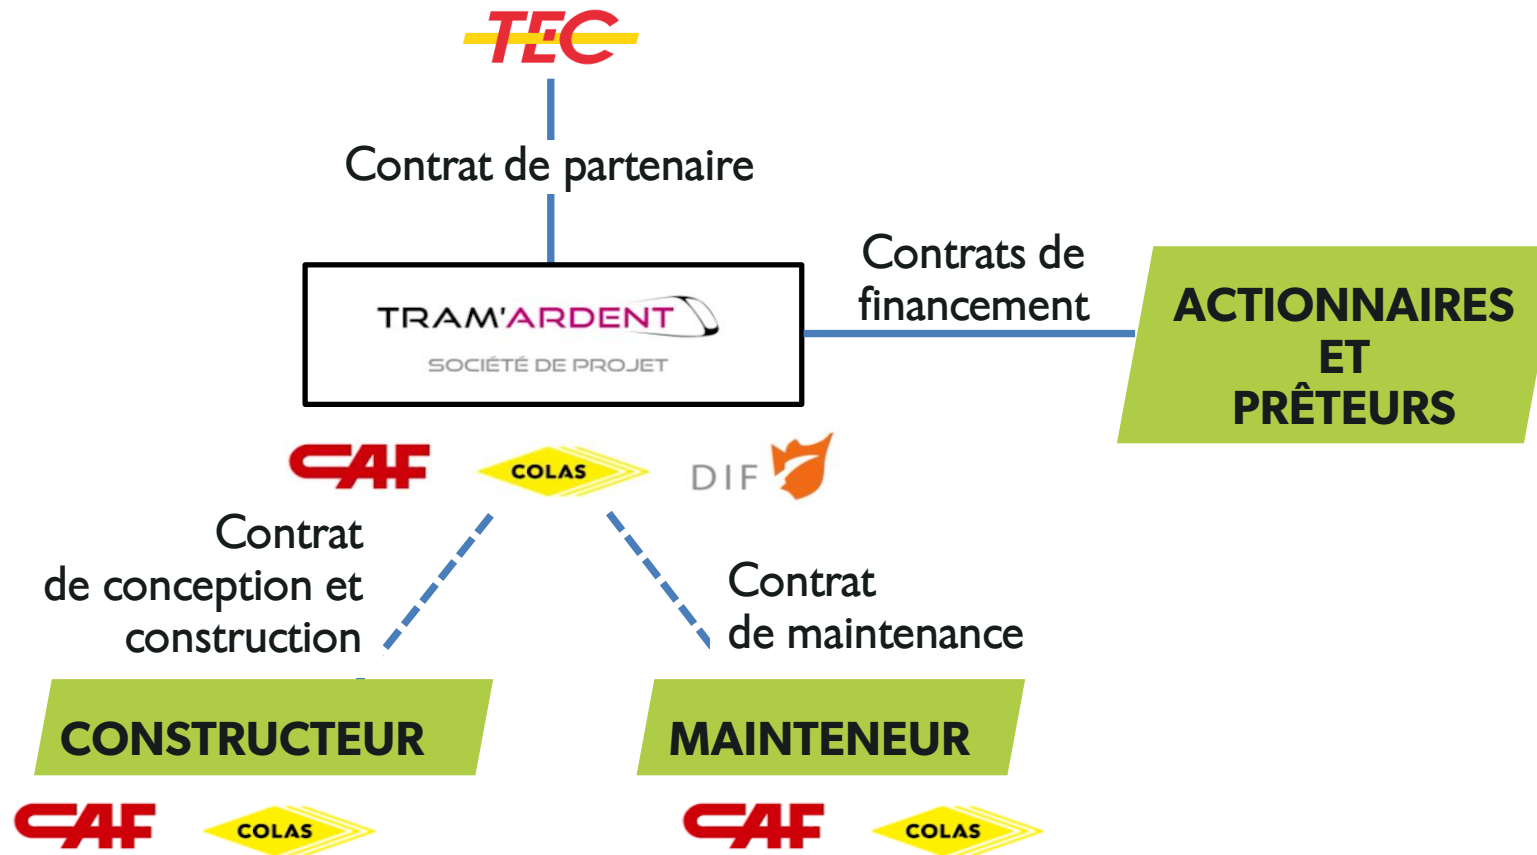 TEC
Contrat de partenaire
TRAM'ARDENT
SOCIÉTÉ DE PROJET
Contrats de
financement
ACTIONNAIRES
ET
PRÊTEURS
CAF
COLAS
DIF
Contrat
de conception et
construction
Contrat
de maintenance
CONSTRUCTEUR
MAINTENEUR
CAF
COLAS
CAF
COLAS